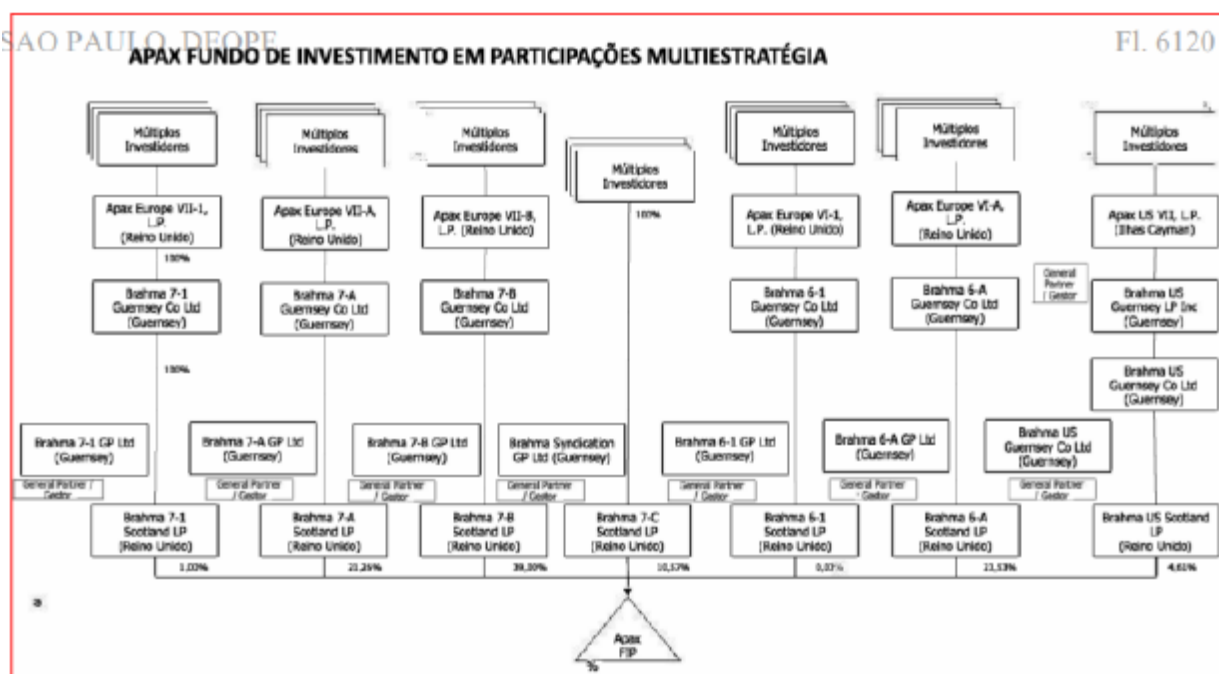 SAO PAULO DEOPE
Fl. 6120
APAX FUNDO DE INVESTIMENTO EM PARTICIPAÇÕES MULTIESTRATÉGIA
Múltiplos
Investidores
Múltiplos
Investidores
Múltiplos
Investidores
Múltiplos
Investidores
Múltiplos
Investidores
Múltiplos
Investidores
Múltiplos
Investidores
100%
Apax Europe VII-1,
L.P.
(Reino Unido)
Apax Europe VII-A,
L.P.
(Reino Unido)
Apax Europe VII-B,
L.P. (Reino Unido)
Apax Europe VI-1,
L.P. (Reino Unido)
Apax Europe VI-A,
L.P.
(Reino Unido)
Apax US VII, L.P.
(Ilhas Cayman)
100%
Brahma 7-1
Guernsey Co Ltd
(Guernsey)
Brahma 7-A
Guernsey Co Ltd
(Guernsey)
Brahma 7-B
Guernsey Co Ltd
(Guernsey)
Brahma 6-1
Guernsey Co Ltd
(Guernsey)
Brahma 6-A
Guernsey Co Ltd
(Guernsey)
General
Partner
/ Gestor
Brahma US
Guernsey LP Inc
(Guernsey)
100%
Brahma US
Guernsey Co Ltd
(Guernsey)
Brahma 7-1 GP Ltd
(Guernsey)
Brahma 7-A GP Ltd
(Guernsey)
Brahma 7-B GP Ltd
(Guernsey)
Brahma Syndication
GP Ltd (Guernsey)
Brahma 6-1 GP Ltd
(Guernsey)
Brahma 6-A GP Ltd
(Guernsey)
Brahma US
Guernsey Co Ltd
(Guernsey)
General Partner /
Gestor
General Partner
/ Gestor
General Partner
/ Gestor
General Partner
/ Gestor
General Partner
/ Gestor
General Partner
/ Gestor
General Partner
/ Gestor
Brahma 7-1
Scotland LP
(Reino Unido)
Brahma 7-A
Scotland LP
(Reino Unido)
Brahma 7-B
Scotland LP
(Reino Unido)
Brahma 7-C
Scotland LP
(Reino Unido)
Brahma 6-1
Scotland LP
(Reino Unido)
Brahma 6-A
Scotland LP
(Reino Unido)
Brahma US Scotland
LP
(Reino Unido)
10,57%
4,61%
Apax
FIP
%